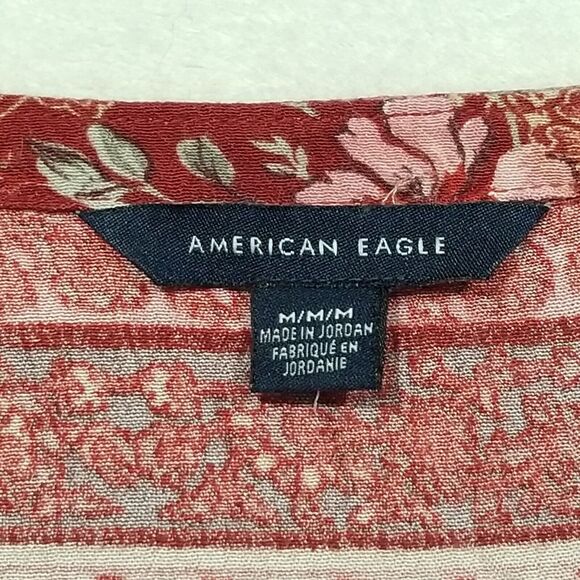 AMERICAN EAGLE
M/M/M
MADE IN JORDAN
FABRIQUÉ EN
JORDANIE